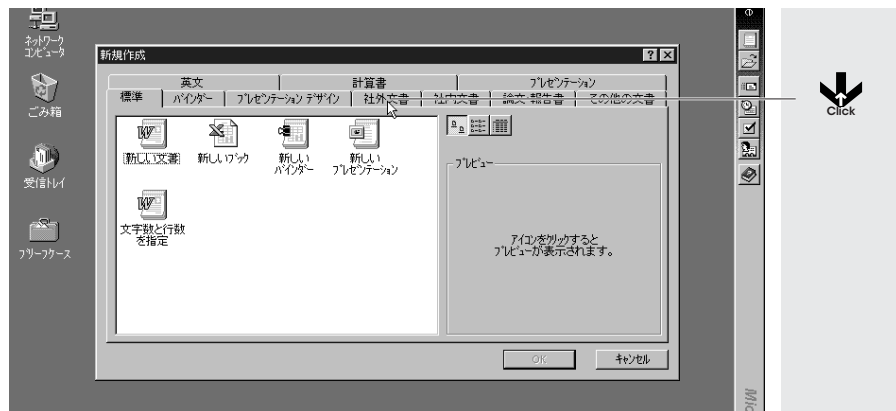 ネットワーク
コンピュータ
ごみ箱
受信トレイ
ブリーフケース
新規作成
英文
計算書
プレゼンテーション
標準
バインダー
プレゼンテーション デザイン
社外文書
社内文書
論文・報告書
その他の文書
新しい文書
新しいブック
新しい
バインダー
新しい
プレゼンテーション
文字数と行数
を指定
プレビュー
アイコンをクリックすると
プレビューが表示されます。
OK
キャンセル
Click